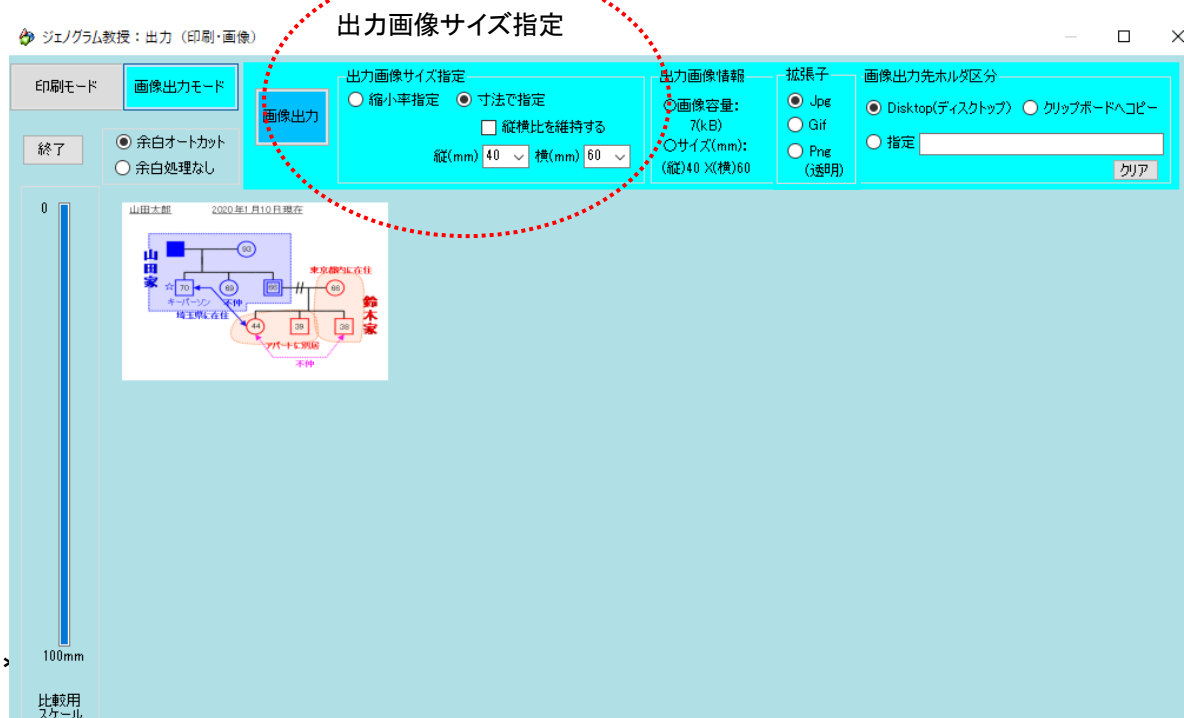 出力画像サイズ指定
ジェノグラム教授：出力（印刷・画像）
印刷モード
画像出力モード
終了
余白オートカット
余白処理なし
画像出力
出力画像サイズ指定
縮小率指定
寸法で指定
縦横比を維持する
縦(mm) 40 横(mm) 60
出力画像情報
○画像容量：
7(kB)
○サイズ(mm)：
(縦)40 X(横)60
拡張子
Jpg
Gif
Png
(透明)
画像出力先ホルダ区分
Disktop(ディスクトップ)
クリップボードへコピー
指定
クリア
0
100mm
比較用
スケール
山田太郎 2020年1月10日現在
山田家
93
☆ 70 69 66
キーパーソン 不仲
埼玉県に在住
東京都内に在住
66
鈴木家
44 39 38
アパートに別居
不仲